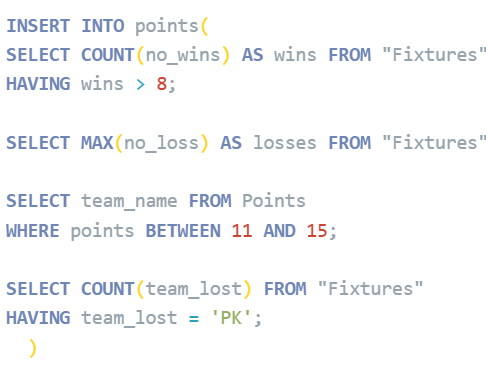 INSERT INTO points(
SELECT COUNT(no_wins) AS wins FROM "Fixtures"
HAVING wins > 8;
SELECT MAX(no_loss) AS losses FROM "Fixtures"
SELECT team_name FROM Points
WHERE points BETWEEN 11 AND 15;
SELECT COUNT(team_lost) FROM "Fixtures"
HAVING team_lost = 'PK';
)